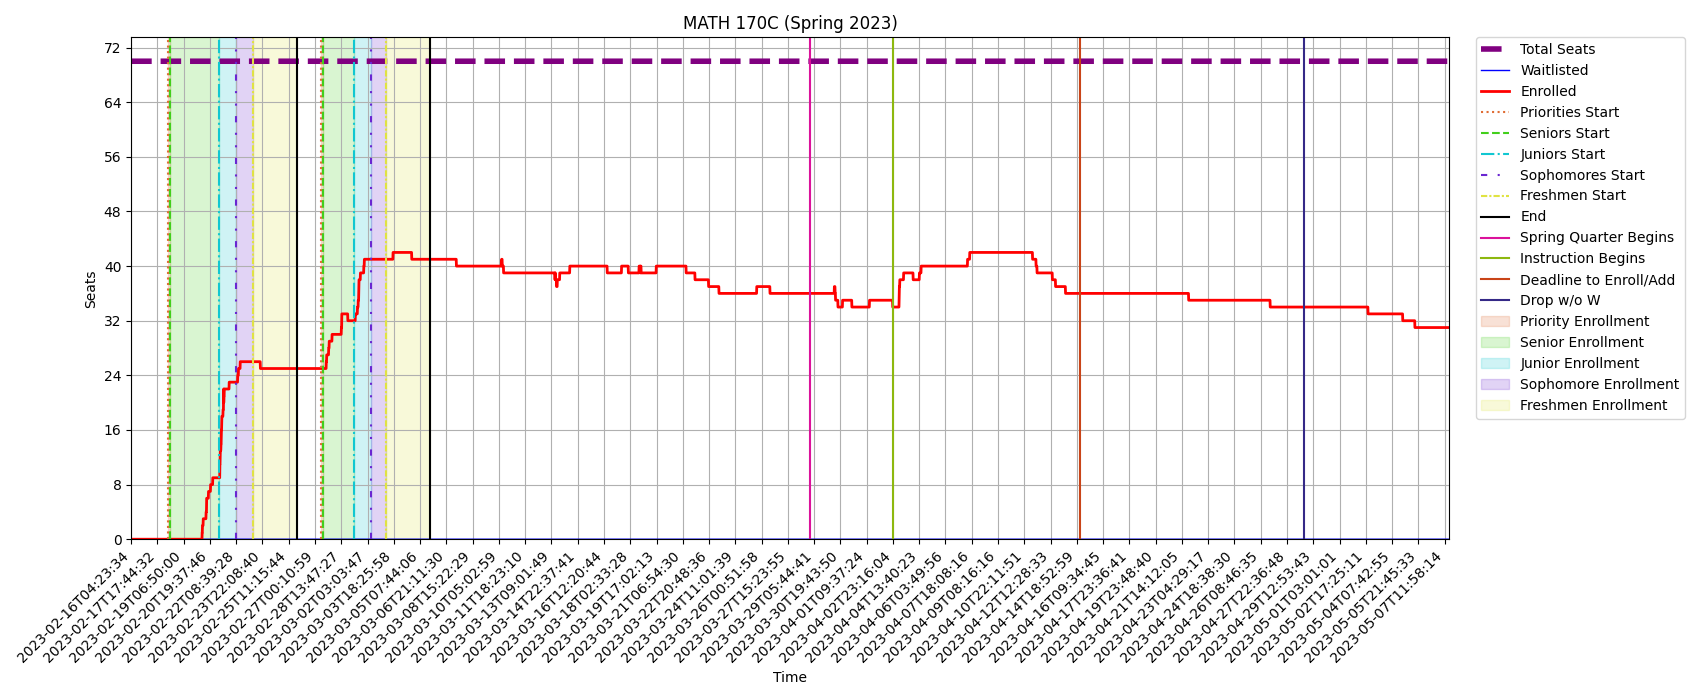 MATH 170C (Spring 2023)
Seats
72
64
56
48
40
32
24
16
8
0
2023-02-16T04:23:34
2023-02-17T17:44:32
2023-02-19T06:50:00
2023-02-20T19:37:46
2023-02-22T08:39:28
2023-02-23T22:08:40
2023-02-25T11:15:44
2023-02-27T00:10:59
2023-02-28T13:47:27
2023-03-02T03:03:47
2023-03-03T18:25:58
2023-03-05T07:44:06
2023-03-06T21:11:30
2023-03-08T15:22:29
2023-03-10T05:02:59
2023-03-11T18:23:10
2023-03-13T09:01:49
2023-03-14T22:37:41
2023-03-16T12:20:44
2023-03-18T02:33:28
2023-03-19T17:02:13
2023-03-21T06:54:30
2023-03-22T20:48:36
2023-03-24T11:01:39
2023-03-26T00:51:58
2023-03-27T15:23:55
2023-03-29T05:44:41
2023-03-30T19:43:50
2023-04-01T09:37:24
2023-04-02T23:16:04
2023-04-04T13:40:23
2023-04-06T03:49:56
2023-04-07T18:08:16
2023-04-09T08:16:16
2023-04-10T22:11:51
2023-04-12T12:28:33
2023-04-14T18:52:59
2023-04-16T09:34:45
2023-04-17T23:36:41
2023-04-19T23:48:40
2023-04-21T14:12:05
2023-04-23T04:29:17
2023-04-24T18:38:30
2023-04-26T08:46:35
2023-04-27T22:36:48
2023-04-29T12:53:43
2023-05-01T03:01:01
2023-05-02T17:25:11
2023-05-04T07:42:55
2023-05-05T21:45:33
2023-05-07T11:58:14
Time
Total Seats
Waitlisted
Enrolled
Priorities Start
Seniors Start
Juniors Start
Sophomores Start
Freshmen Start
End
Spring Quarter Begins
Instruction Begins
Deadline to Enroll/Add
Drop w/o W
Priority Enrollment
Senior Enrollment
Junior Enrollment
Sophomore Enrollment
Freshmen Enrollment